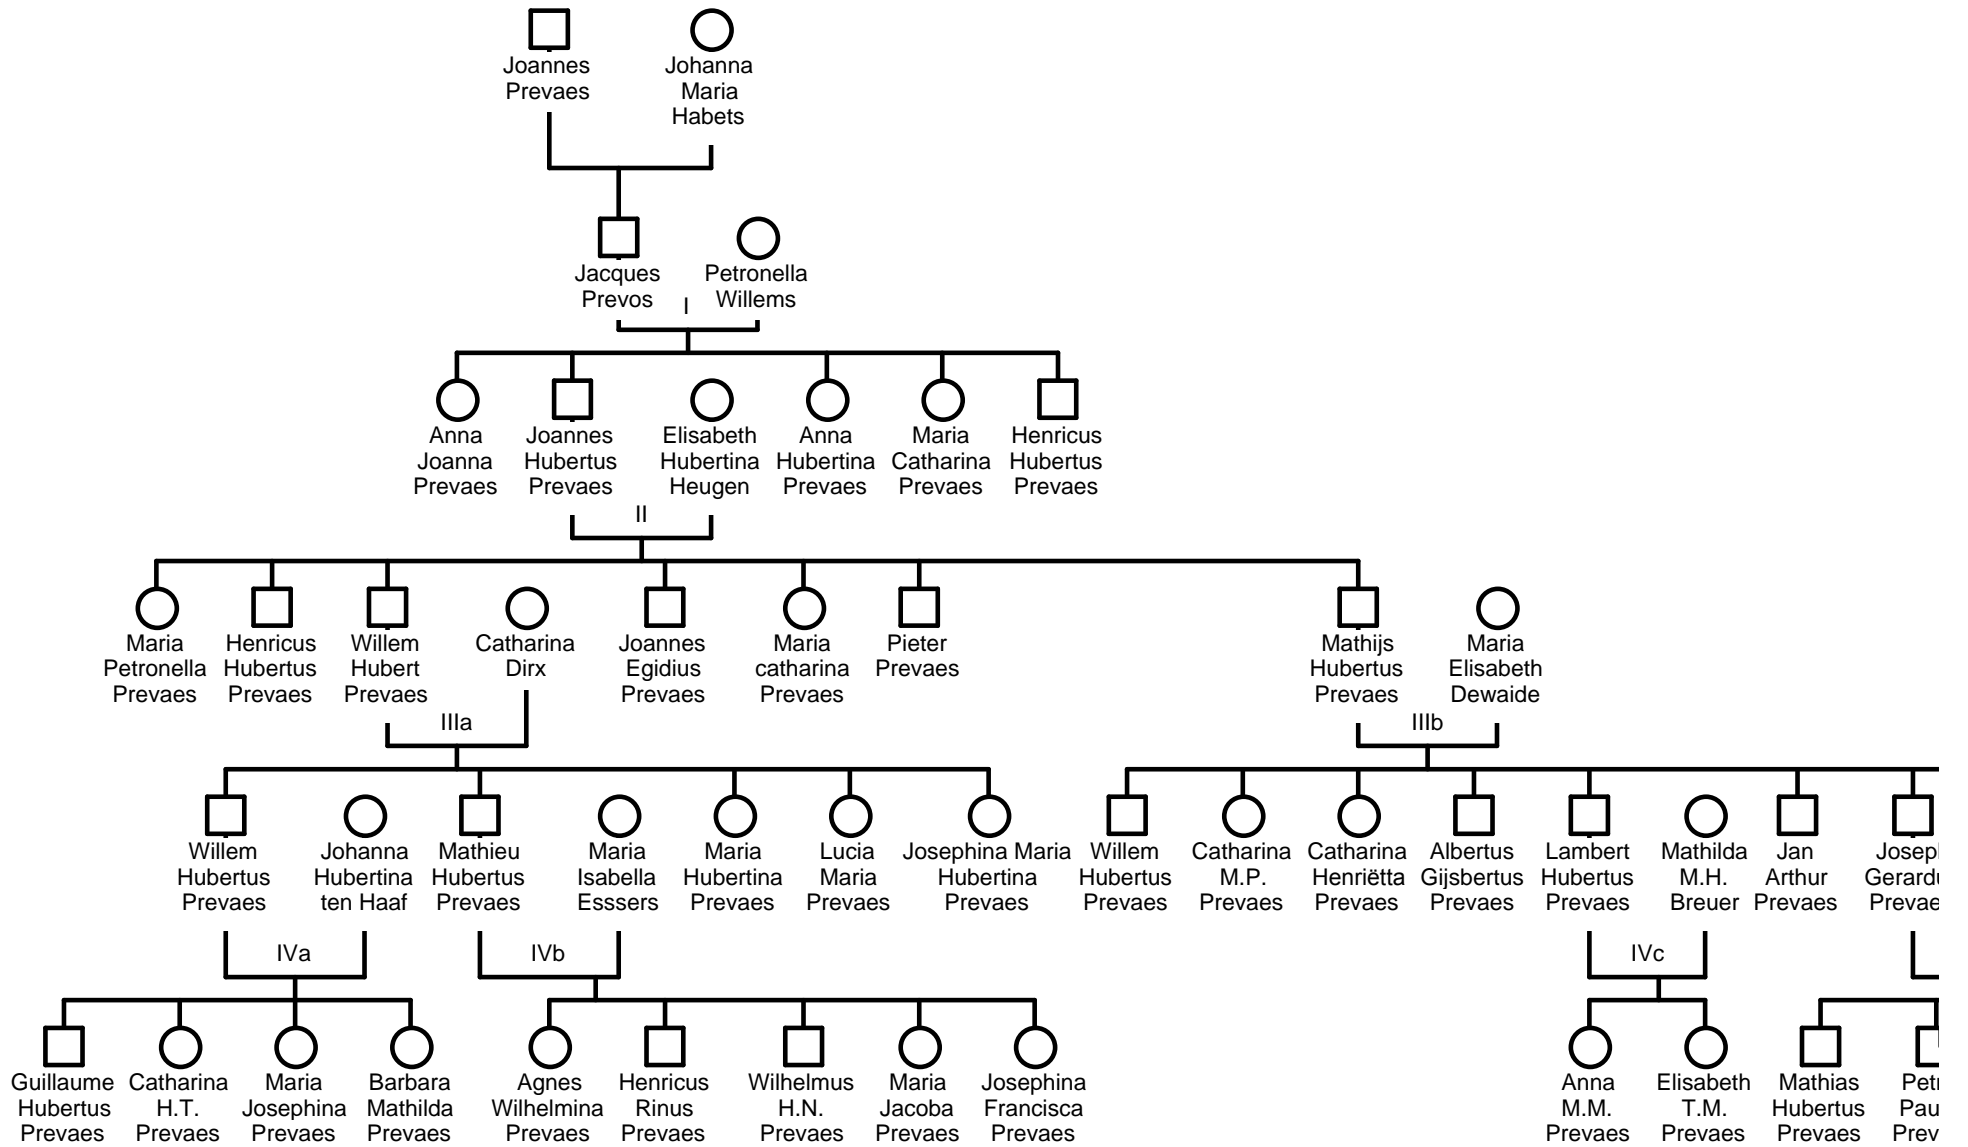 Joannes
Prevaes
Johanna
Maria
Habets
Jacques
Prevos
Petronella
Willems
I
Anna
Joanna
Prevaes
Joannes
Hubertus
Prevaes
Elisabeth
Hubertina
Heugen
Anna
Hubertina
Prevaes
Maria
Catharina
Prevaes
Henricus
Hubertus
Prevaes
II
Maria
Petronella
Prevaes
Henricus
Hubertus
Prevaes
Willem
Hubert
Prevaes
Catharina
Dirx
Joannes
Egidius
Prevaes
Maria
catharina
Prevaes
Pieter
Prevaes
Mathijs
Hubertus
Prevaes
Maria
Elisabeth
Dewaide
IIIa
IIIb
Willem
Hubertus
Prevaes
Johanna
Hubertina
ten Haaf
Mathieu
Hubertus
Prevaes
Maria
Isabella
Esssers
Maria
Hubertina
Prevaes
Lucia
Maria
Prevaes
Josephina Maria
Hubertina
Prevaes
Willem
Hubertus
Prevaes
Catharina
M.P.
Prevaes
Catharina
Henriëtta
Prevaes
Albertus
Gijsbertus
Prevaes
Lambert
Hubertus
Prevaes
Mathilda
M.H.
Breuer
Jan
Arthur
Prevaes
IVa
IVb
IVc
Guillaume
Hubertus
Prevaes
Catharina
H.T.
Prevaes
Maria
Josephina
Prevaes
Barbara
Mathilda
Prevaes
Agnes
Wilhelmina
Prevaes
Henricus
Rinus
Prevaes
Wilhelmus
H.N.
Prevaes
Maria
Jacoba
Prevaes
Josephina
Francisca
Prevaes
Anna
M.M.
Prevaes
Elisabeth
T.M.
Prevaes
Mathias
Hubertus
Prevaes